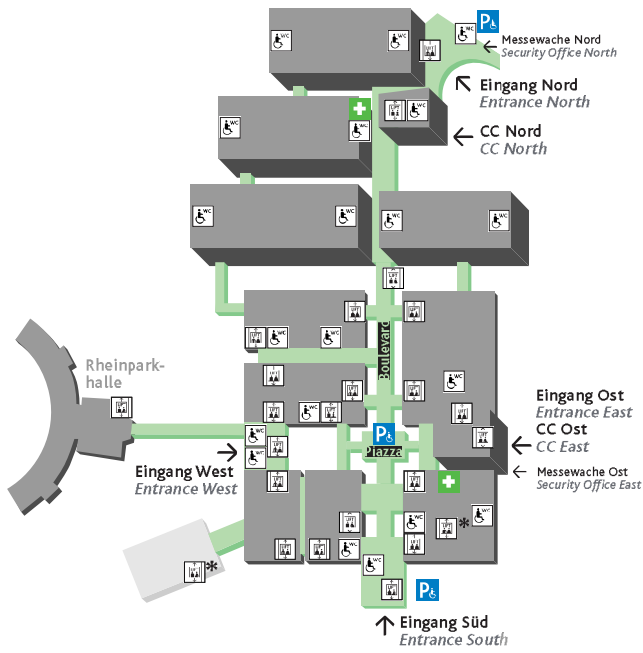 Messewache Nord
Security Office North
Eingang Nord
Entrance North
CC Nord
CC North
Boulevard
Rheinpark-
halle
Eingang Ost
Entrance East
CC Ost
CC East
Piazza
Eingang West
Entrance West
Messewache Ost
Security Office East
Eingang Süd
Entrance South